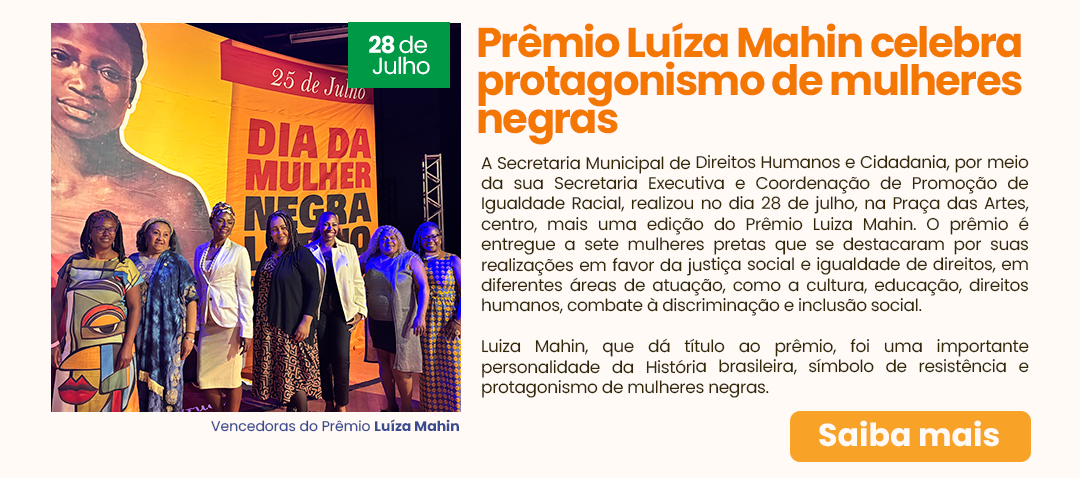 28 de
Julho
25 de Julho
DIA DA
MULHER
NEGRA
Vencedoras do Prêmio Luíza Mahin
Prêmio Luíza Mahin celebra
protagonismo de mulheres
negras
A Secretaria Municipal de Direitos Humanos e Cidadania, por meio
da sua Secretaria Executiva e Coordenação de Promoção de
Igualdade Racial, realizou no dia 28 de julho, na Praça das Artes,
centro, mais uma edição do Prêmio Luiza Mahin. O prêmio é
entregue a sete mulheres pretas que se destacaram por suas
realizações em favor da justiça social e igualdade de direitos, em
diferentes áreas de atuação, como a cultura, educação, direitos
humanos, combate à discriminação e inclusão social.
Luiza Mahin, que dá título ao prêmio, foi uma importante
personalidade da História brasileira, símbolo de resistência e
protagonismo de mulheres negras.
Saiba mais